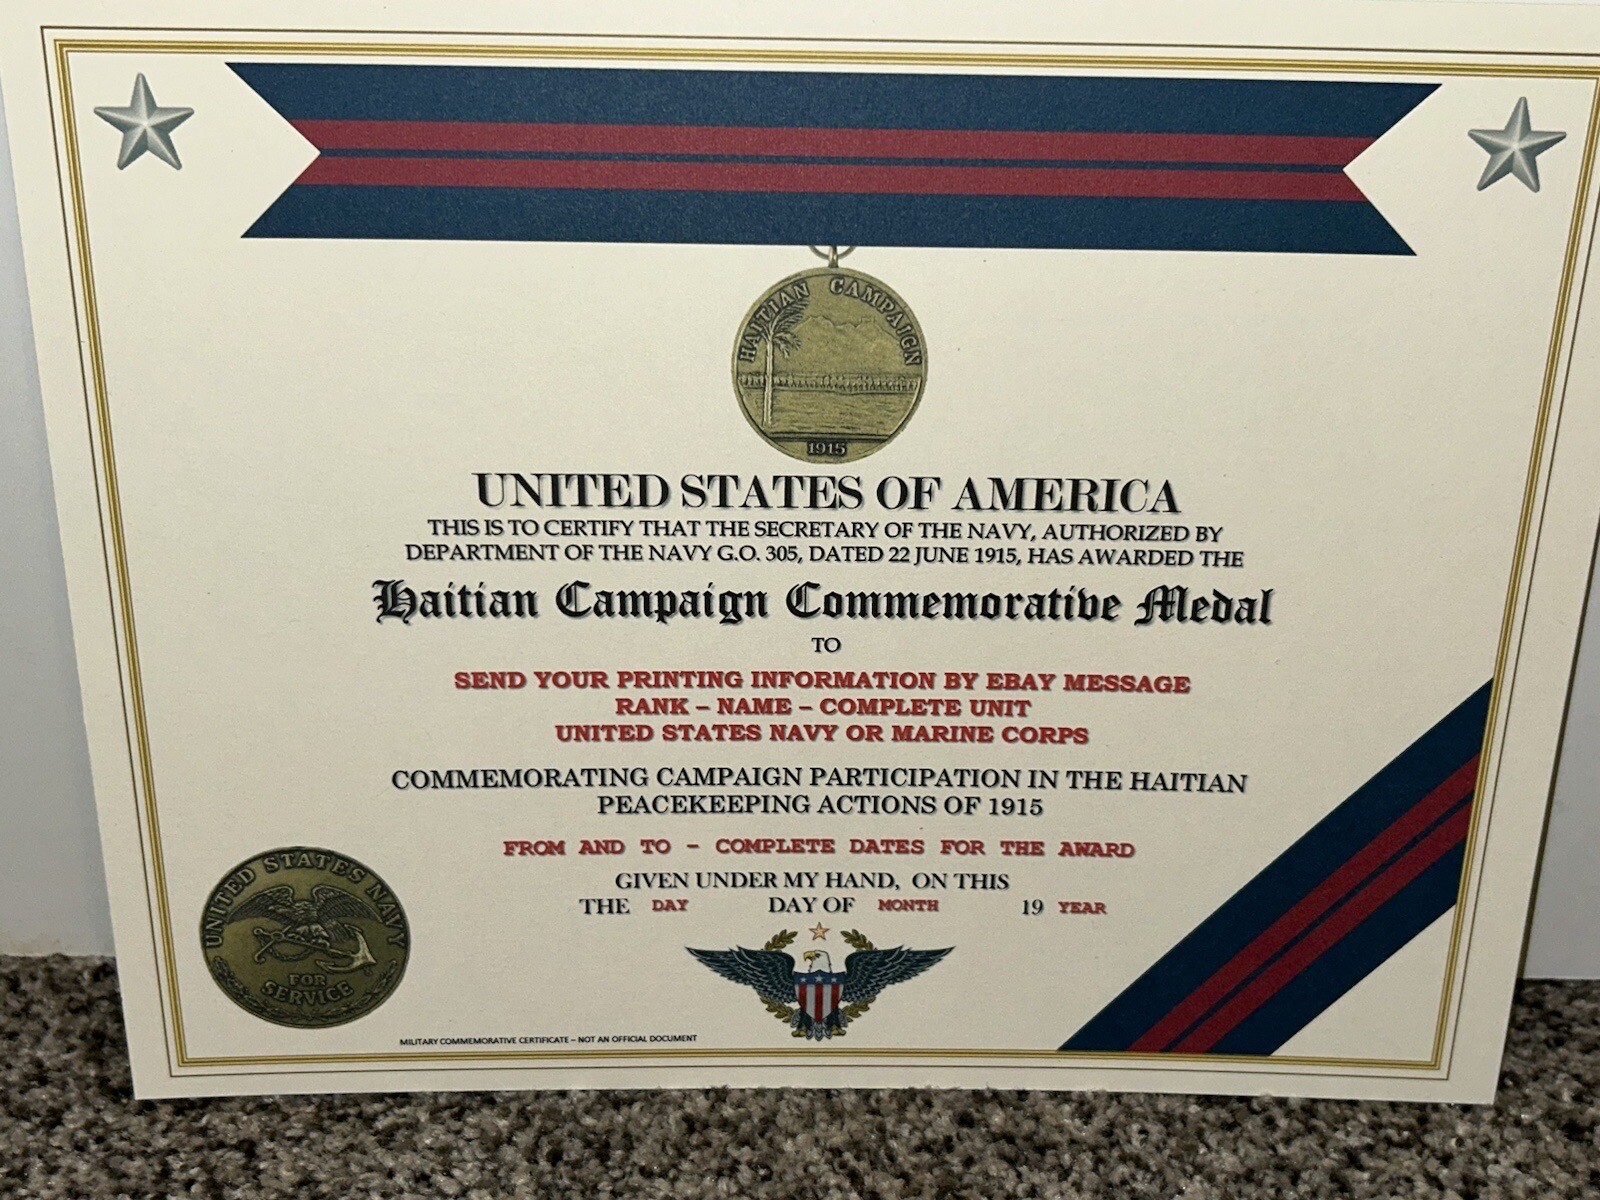 HAITIAN CAMPAIGN
1915
UNITED STATES OF AMERICA
THIS IS TO CERTIFY THAT THE SECRETARY OF THE NAVY, AUTHORIZED BY
DEPARTMENT OF THE NAVY G.O. 305, DATED 22 JUNE 1915, HAS AWARDED THE
Haitian Campaign Commemorative Medal
TO
SEND YOUR PRINTING INFORMATION BY EBAY MESSAGE
RANK – NAME – COMPLETE UNIT
UNITED STATES NAVY OR MARINE CORPS
COMMEMORATING CAMPAIGN PARTICIPATION IN THE HAITIAN
PEACEKEEPING ACTIONS OF 1915
FROM AND TO – COMPLETE DATES FOR THE AWARD
GIVEN UNDER MY HAND, ON THIS
THE DAY DAY OF MONTH 19 YEAR
UNITED STATES NAVY
FOR
SERVICE
MILITARY COMMEMORATIVE CERTIFICATE – NOT AN OFFICIAL DOCUMENT